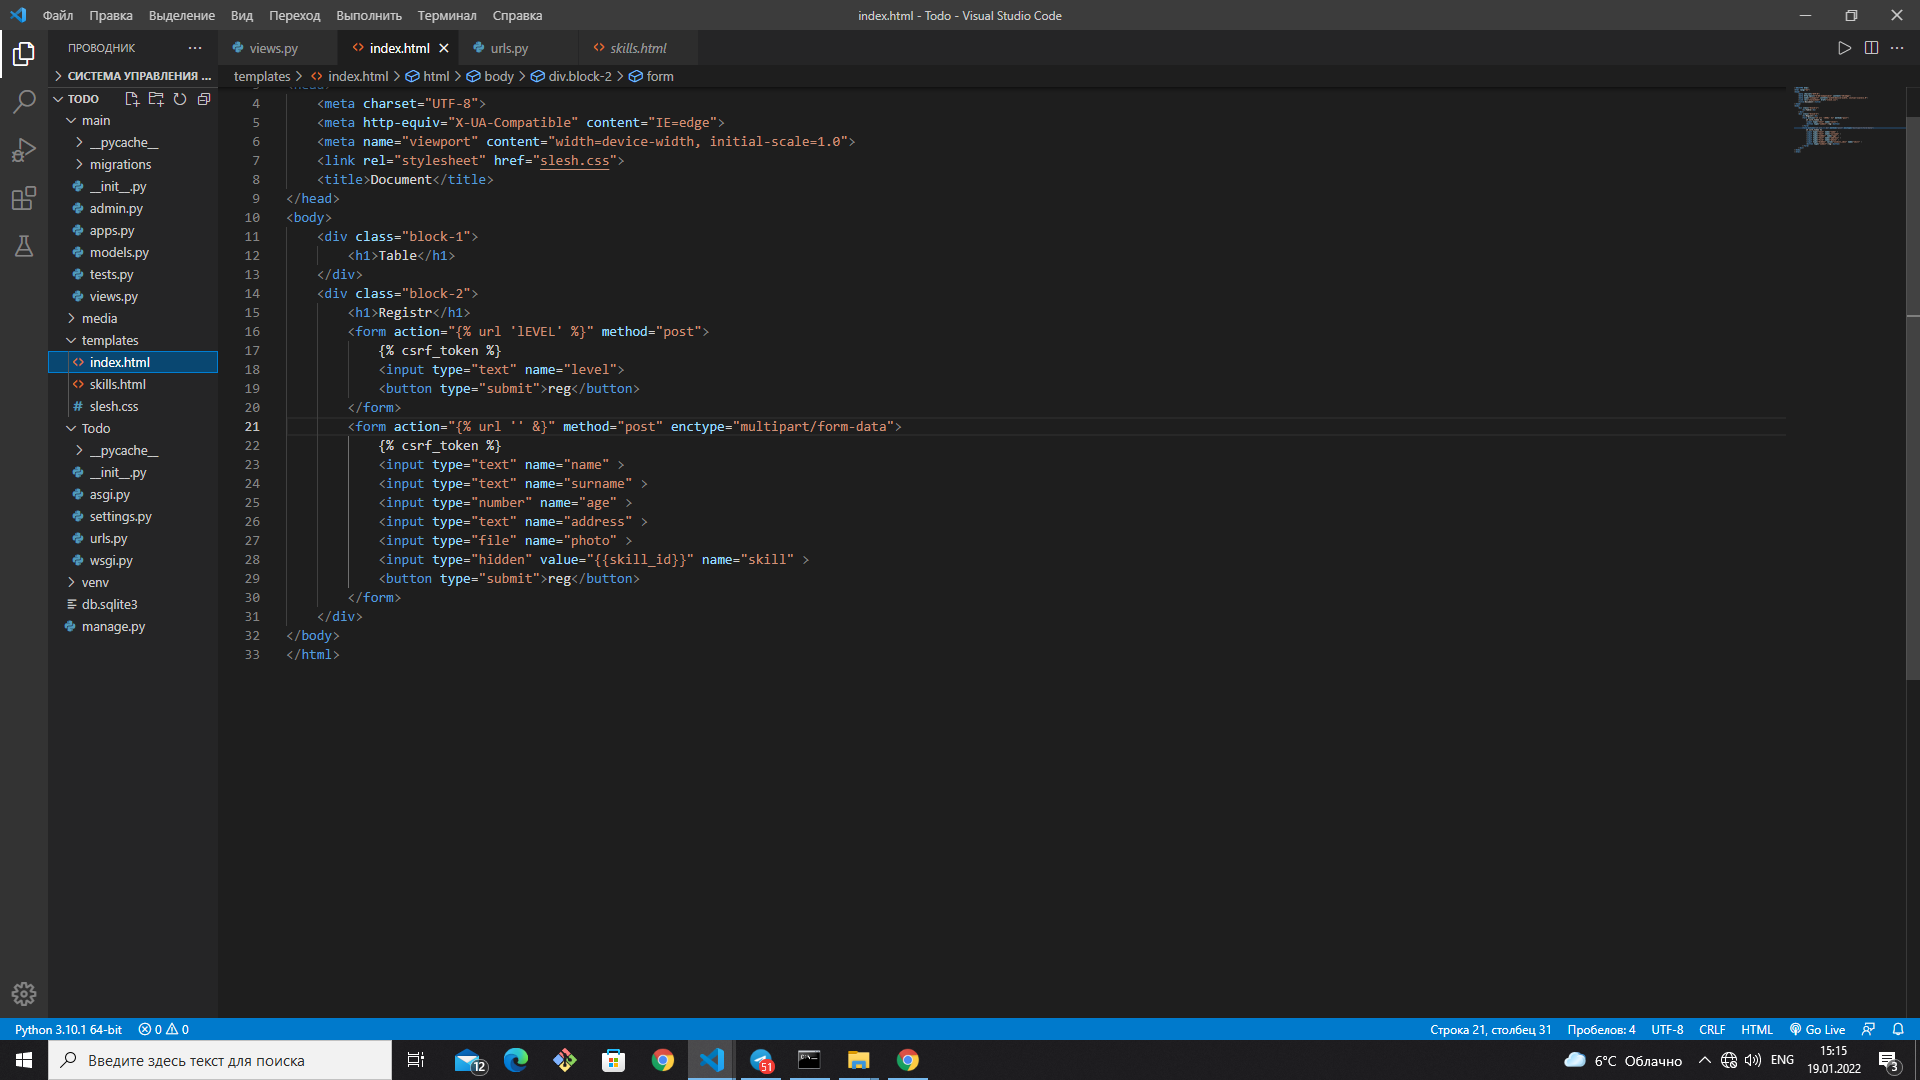 Файл Правка Выделение Вид Переход Выполнить Терминал Справка
index.html - Todo - Visual Studio Code
ПРОВОДНИК
views.py
index.html
urls.py
skills.html
СИСТЕМА УПРАВЛЕНИЯ ...
templates > index.html > html > body > div.block-2 > form
TODO
main
__pycache__
migrations
__init__.py
admin.py
apps.py
models.py
tests.py
views.py
media
templates
index.html
skills.html
slesh.css
Todo
__pycache__
__init__.py
asgi.py
settings.py
urls.py
wsgi.py
venv
db.sqlite3
manage.py
4 <meta charset="UTF-8">
5 <meta http-equiv="X-UA-Compatible" content="IE=edge">
6 <meta name="viewport" content="width=device-width, initial-scale=1.0">
7 <link rel="stylesheet" href="slesh.css">
8 <title>Document</title>
9 </head>
10 <body>
11 <div class="block-1">
12 <h1>Table</h1>
13 </div>
14 <div class="block-2">
15 <h1>Registr</h1>
16 <form action="{% url 'lEVEL' %}" method="post">
17 {% csrf_token %}
18 <input type="text" name="level">
19 <button type="submit">reg</button>
20 </form>
21 <form action="{% url '' &}" method="post" enctype="multipart/form-data">
22 {% csrf_token %}
23 <input type="text" name="name" >
24 <input type="text" name="surname" >
25 <input type="number" name="age" >
26 <input type="text" name="address" >
27 <input type="file" name="photo" >
28 <input type="hidden" value="{{skill_id}}" name="skill" >
29 <button type="submit">reg</button>
30 </form>
31 </div>
32 </body>
33 </html>
Python 3.10.1 64-bit 0 0
Строка 21, столбец 31 Пробелов: 4 UTF-8 CRLF HTML Go Live
Введите здесь текст для поиска
12
51
6°C Облачно
ENG
15:15
19.01.2022
3